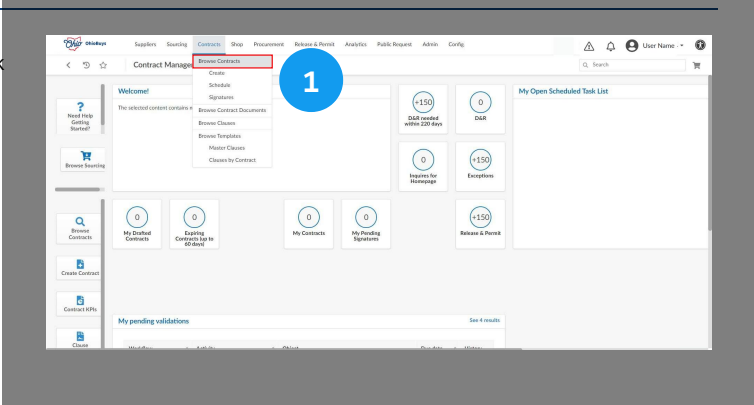 Ohio OhioBuys
Suppliers Sourcing Contracts Shop Procurement Release & Permit Analytics Public Request Admin Config
User Name
Contract Manage
Search
Browse Contracts
Create
Schedule
Signatures
Browse Contract Documents
Browse Clauses
Browse Templates
Master Clauses
Clauses by Contract
1
?
Need Help
Getting
Started?
Browse Sourcing
Browse
Contracts
Create Contract
Contract KPIs
Clause
Welcome!
The selected content contains n
+150
D&R needed
within 220 days
0
D&R
0
Inquires for
Homepage
+150
Exceptions
My Open Scheduled Task List
0
My Drafted
Contracts
0
Expiring
Contracts (up to
60 days)
0
My Contracts
0
My Pending
Signatures
+150
Release & Permit
My pending validations
See 4 results